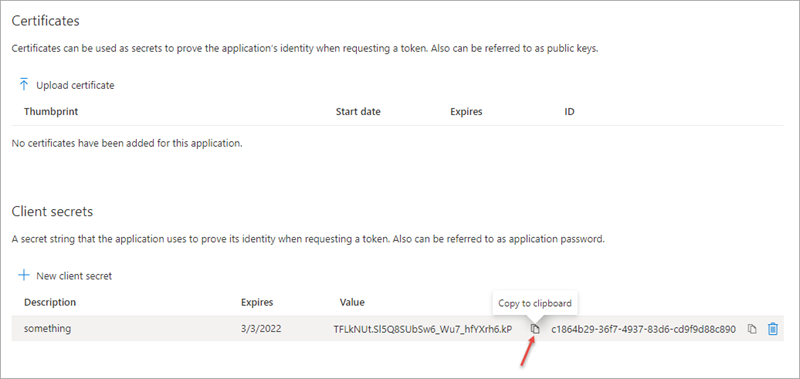 Certificates
Certificates can be used as secrets to prove the application's identity when requesting a token. Also can be referred to as public keys.
Upload certificate
Thumbprint Start date Expires ID
No certificates have been added for this application.
Client secrets
A secret string that the application uses to prove its identity when requesting a token. Also can be referred to as application password.
New client secret
Copy to clipboard
Description Expires Value
something 3/3/2022 TFLkNUt.Sl5Q8SUbSw6_Wu7_hfYXrh6.kP c1864b29-36f7-4937-83d6-cd9f9d88c890